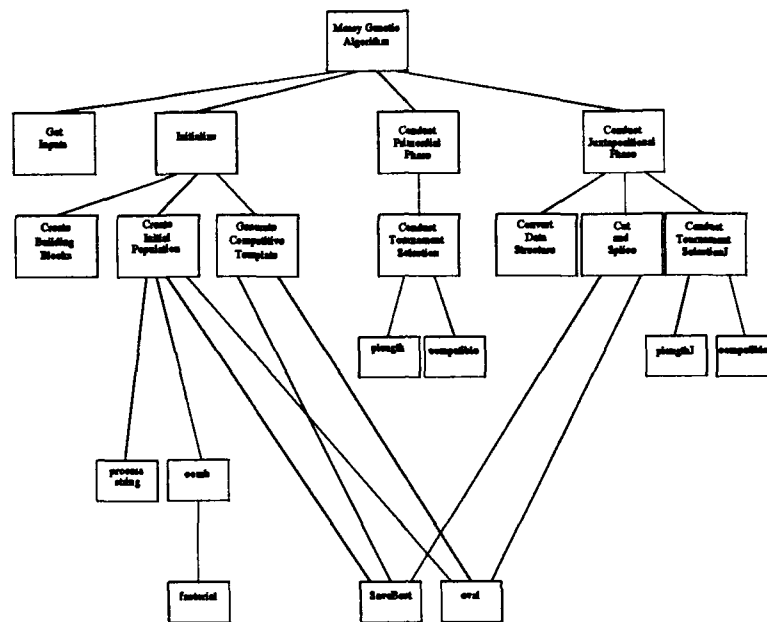 Messy Genetic
Algorithm
Get
Inputs
Initialize
Conduct
Primordial
Phase
Conduct
Juxtapositional
Phase
Create
Building
Blocks
Create
Initial
Population
Generate
Competitive
Template
Conduct
Tournament
Selection
Convert
Data
Structure
Cut
and
Splice
Conduct
Tournament
SelectionJ
plength
compatible
plengthJ
compatible
process
string
comb
factorial
SaveBest
eval